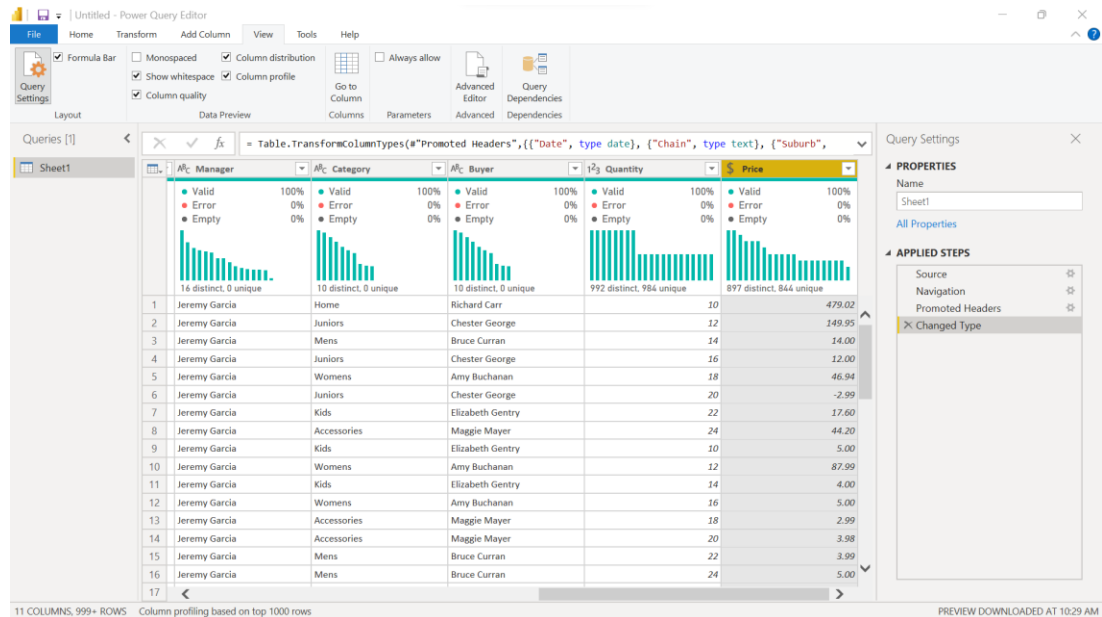 Untitled - Power Query Editor
File Home Transform Add Column View Tools Help
Query Settings
Formula Bar
Layout
Monospaced
Column distribution
Show whitespace
Column profile
Column quality
Data Preview
Go to Column
Columns
Always allow
Parameters
Advanced Editor
Advanced
Query Dependencies
Dependencies
Queries [1]
Sheet1
fx = Table.TransformColumnTypes(#"Promoted Headers",{{"Date", type date}, {"Chain", type text}, {"Suburb",
ABC Manager ABC Category ABC Buyer 123 Quantity $ Price
Valid 100% Valid 100% Valid 100% Valid 100% Valid 100%
Error 0% Error 0% Error 0% Error 0% Error 0%
Empty 0% Empty 0% Empty 0% Empty 0% Empty 0%
16 distinct, 0 unique 10 distinct, 0 unique 10 distinct, 0 unique 992 distinct, 984 unique 897 distinct, 844 unique
1 Jeremy Garcia Home Richard Carr 10 479.02
2 Jeremy Garcia Juniors Chester George 12 149.95
3 Jeremy Garcia Mens Bruce Curran 14 14.00
4 Jeremy Garcia Juniors Chester George 16 12.00
5 Jeremy Garcia Womens Amy Buchanan 18 46.94
6 Jeremy Garcia Juniors Chester George 20 -2.99
7 Jeremy Garcia Kids Elizabeth Gentry 22 17.60
8 Jeremy Garcia Accessories Maggie Mayer 24 44.20
9 Jeremy Garcia Kids Elizabeth Gentry 10 5.00
10 Jeremy Garcia Womens Amy Buchanan 12 87.99
11 Jeremy Garcia Kids Elizabeth Gentry 14 4.00
12 Jeremy Garcia Womens Amy Buchanan 16 5.00
13 Jeremy Garcia Accessories Maggie Mayer 18 2.99
14 Jeremy Garcia Accessories Maggie Mayer 20 3.98
15 Jeremy Garcia Mens Bruce Curran 22 3.99
16 Jeremy Garcia Mens Bruce Curran 24 5.00
17
Query Settings
PROPERTIES
Name
Sheet1
All Properties
APPLIED STEPS
Source
Navigation
Promoted Headers
Changed Type
11 COLUMNS, 999+ ROWS Column profiling based on top 1000 rows PREVIEW DOWNLOADED AT 10:29 AM